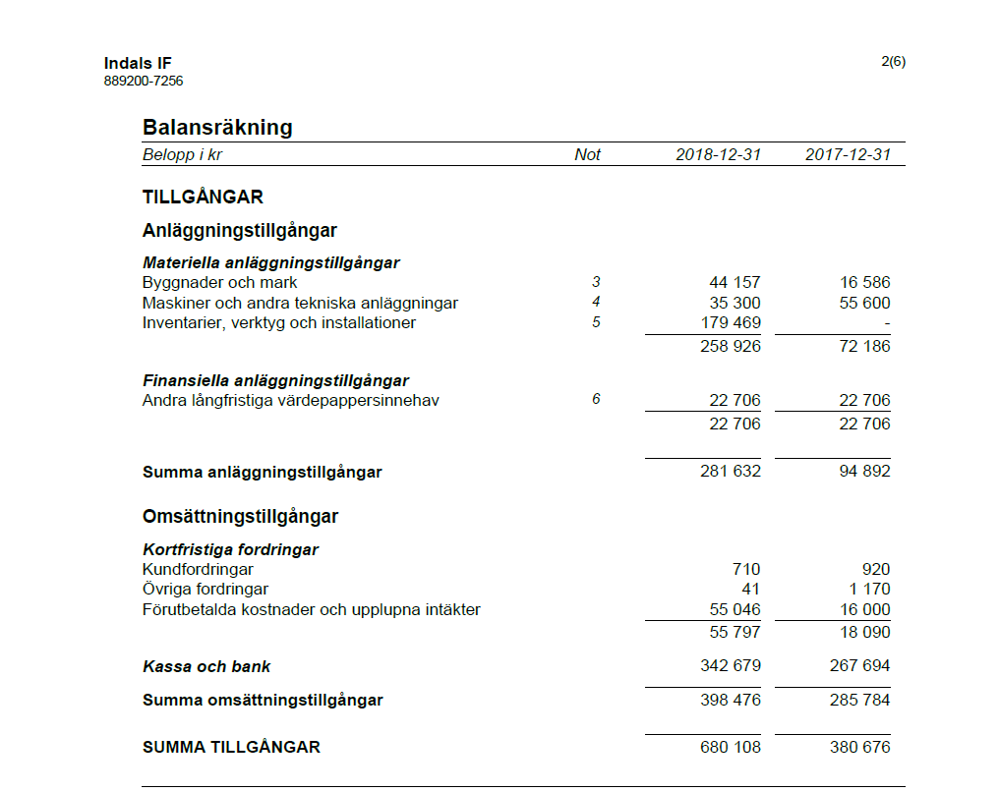 Indals IF 2(6)
889200-7256
Balansräkning
Belopp i kr Not 2018-12-31 2017-12-31
TILLGÅNGAR
Anläggningstillgångar
Materiella anläggningstillgångar
Byggnader och mark 3 44 157 16 586
Maskiner och andra tekniska anläggningar 4 35 300 55 600
Inventarier, verktyg och installationer 5 179 469 -
258 926 72 186
Finansiella anläggningstillgångar
Andra långfristiga värdepappersinnehav 6 22 706 22 706
22 706 22 706
Summa anläggningstillgångar 281 632 94 892
Omsättningstillgångar
Kortfristiga fordringar
Kundfordringar 710 920
Övriga fordringar 41 1 170
Förutbetalda kostnader och upplupna intäkter 55 046 16 000
55 797 18 090
Kassa och bank 342 679 267 694
Summa omsättningstillgångar 398 476 285 784
SUMMA TILLGÅNGAR 680 108 380 676